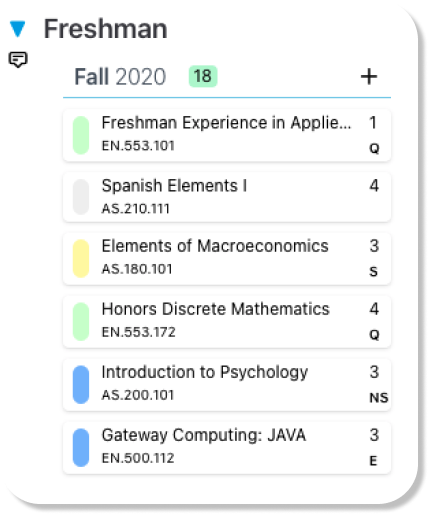 Freshman
Fall 2020 18 +
Freshman Experience in Applie... 1
EN.553.101 Q
Spanish Elements I 4
AS.210.111
Elements of Macroeconomics 3
AS.180.101 S
Honors Discrete Mathematics 4
EN.553.172 Q
Introduction to Psychology 3
AS.200.101 NS
Gateway Computing: JAVA 3
EN.500.112 E